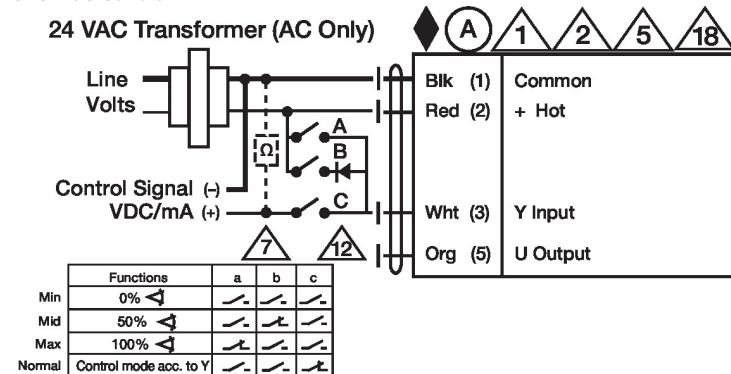 24 VAC Transformer (AC Only)
A 1 2 5 18
Line
Volts
Blk (1) Common
Red (2) + Hot
A
Ω
B
Control Signal (-)
VDC/mA (+)
C
Wht (3) Y Input
7
12
Org (5) U Output
Functions a b c
Min 0%
Mid 50%
Max 100%
Normal Control mode acc. to Y